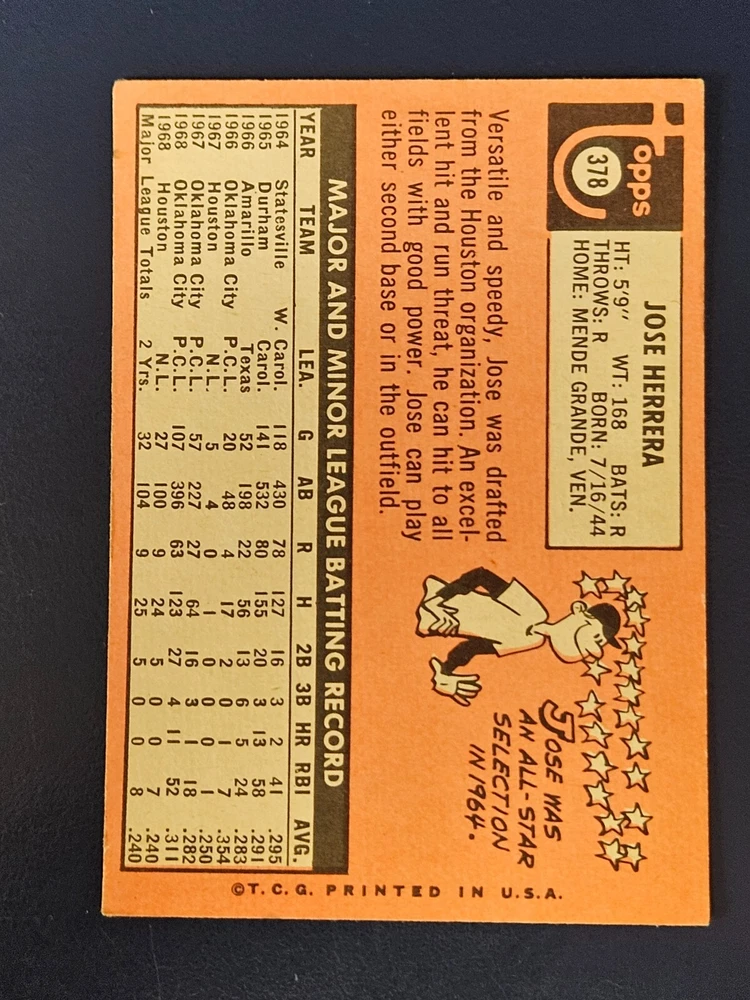 Topps
378
JOSE HERRERA
HT: 5'9" WT: 168 BATS: R
THROWS: R BORN: 7/16/44
HOME: MENDE GRANDE, VEN.
Versatile and speedy, Jose was drafted
from the Houston organization. An excel-
lent hit and run threat, he can hit to all
fields with good power. Jose can play
either second base or in the outfield.
JOSE WAS
AN ALL-STAR
SELECTION
IN 1964.
MAJOR AND MINOR LEAGUE BATTING RECORD
YEAR TEAM LEA. G AB R H 2B 3B HR RBI AVG.
1964 Statesville W. Carol. 118 430 78 127 16 3 2 41 .295
1965 Durham Carol. 141 532 80 155 20 3 13 58 .291
1966 Amarillo Texas 52 198 22 56 13 6 5 24 .283
1966 Oklahoma City P.C.L. 20 48 4 17 2 0 1 7 .354
1967 Houston N.L. 5 4 0 1 0 0 0 1 .250
1967 Oklahoma City P.C.L. 57 227 27 64 16 3 1 18 .282
1968 Oklahoma City P.C.L. 107 396 63 123 27 4 11 52 .311
1968 Houston N.L. 27 100 9 24 5 0 0 7 .240
Major League Totals 2 Yrs. 32 104 9 25 5 0 0 8 .240
©T.C.G. PRINTED IN U.S.A.